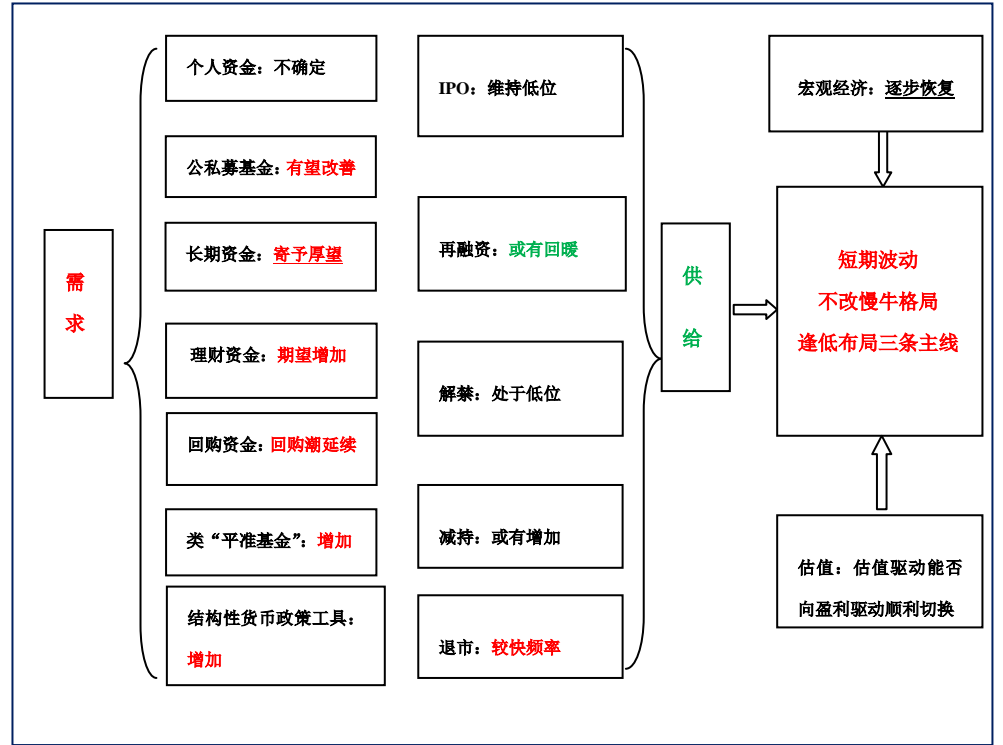 需
求
个人资金：不确定
公私募基金：有望改善
长期资金：寄予厚望
理财资金：期望增加
回购资金：回购潮延续
类“平准基金”：增加
结构性货币政策工具：
增加
IPO：维持低位
再融资：或有回暖
解禁：处于低位
减持：或有增加
退市：较快频率
供
给
宏观经济：逐步恢复
短期波动
不改慢牛格局
逢低布局三条主线
估值：估值驱动能否
向盈利驱动顺利切换